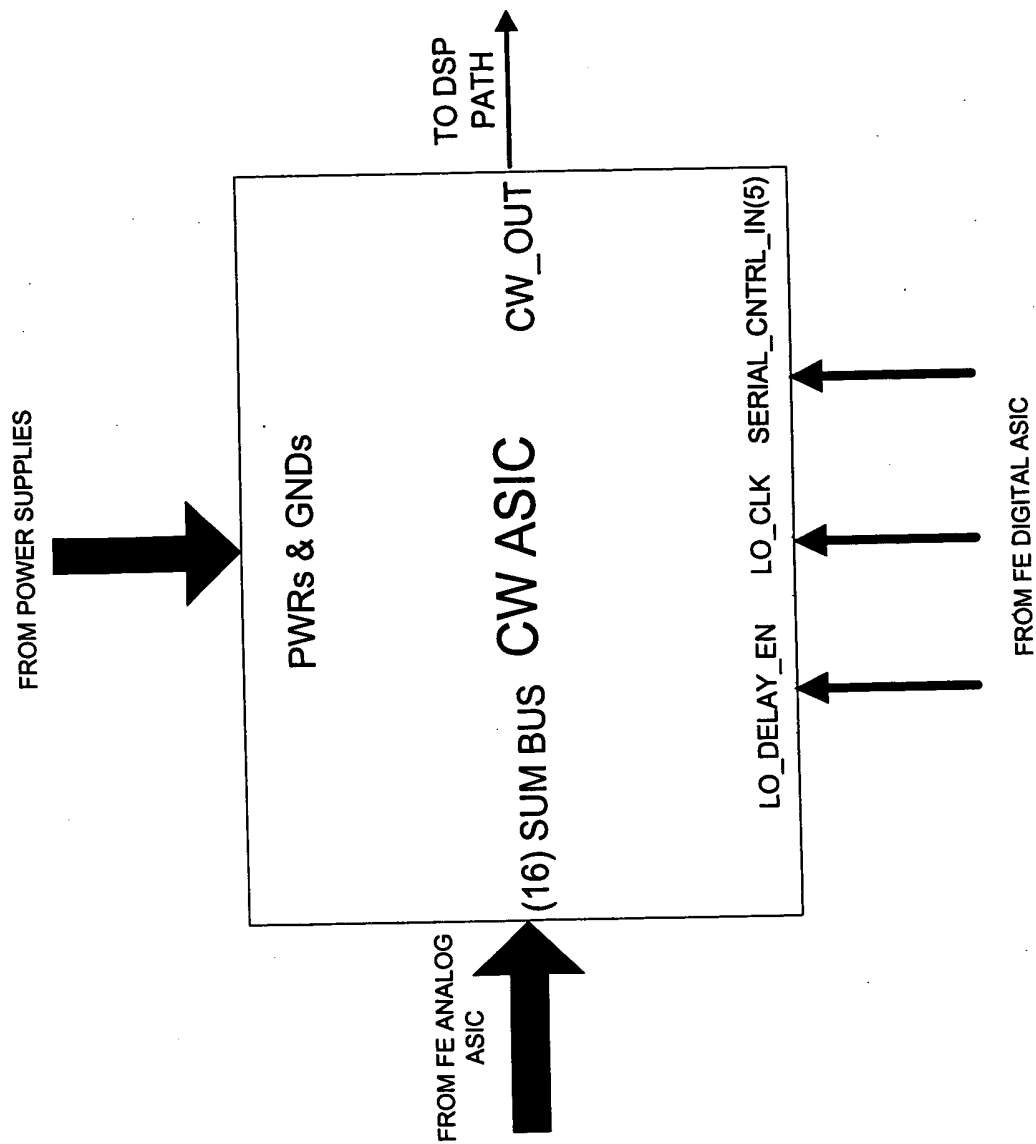 FROM POWER SUPPLIES
PWRs & GNDs
FROM FE ANALOG
ASIC
(16) SUM BUS
CW ASIC
CW_OUT
TO DSP
PATH
LO_DELAY_EN
LO_CLK
SERIAL_CNTRL_IN(5)
FROM FE DIGITAL ASIC